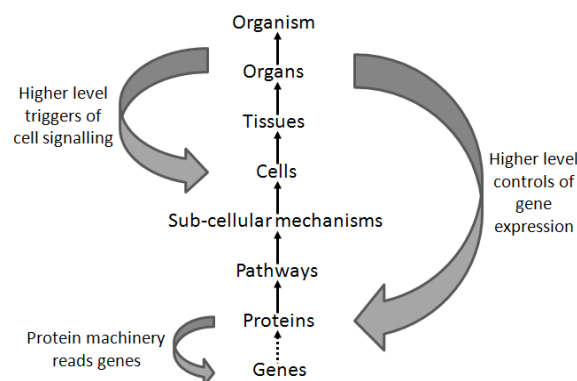 Organism
Organs
Tissues
Cells
Sub-cellular mechanisms
Pathways
Proteins
Genes
Higher level
triggers of
cell signalling
Higher level
controls of
gene
expression
Protein machinery
reads genes